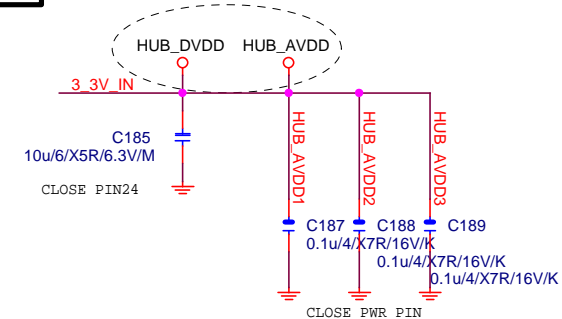 HUB_DVDD HUB_AVDD
3_3V_IN
C185
10u/6/X5R/6.3V/M
CLOSE PIN24
HUB_AVDD1
HUB_AVDD2
HUB_AVDD3
C187 C188 C189
0.1u/4/X7R/16V/K
0.1u/4/X7R/16V/K
0.1u/4/X7R/16V/K
CLOSE PWR PIN